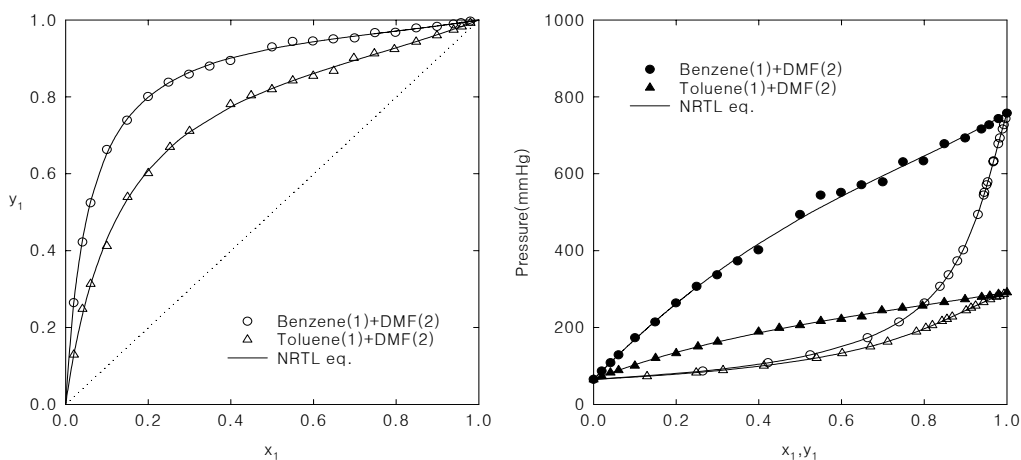 1.0
0.8
0.6
y1
0.4
0.2
0.0
Benzene(1)+DMF(2)
Toluene(1)+DMF(2)
NRTL eq.
0.0 0.2 0.4 0.6 0.8 1.0
x1
1000
800
600
400
200
0
Pressure(mmHg)
Benzene(1)+DMF(2)
Toluene(1)+DMF(2)
NRTL eq.
0.0 0.2 0.4 0.6 0.8 1.0
x1,y1